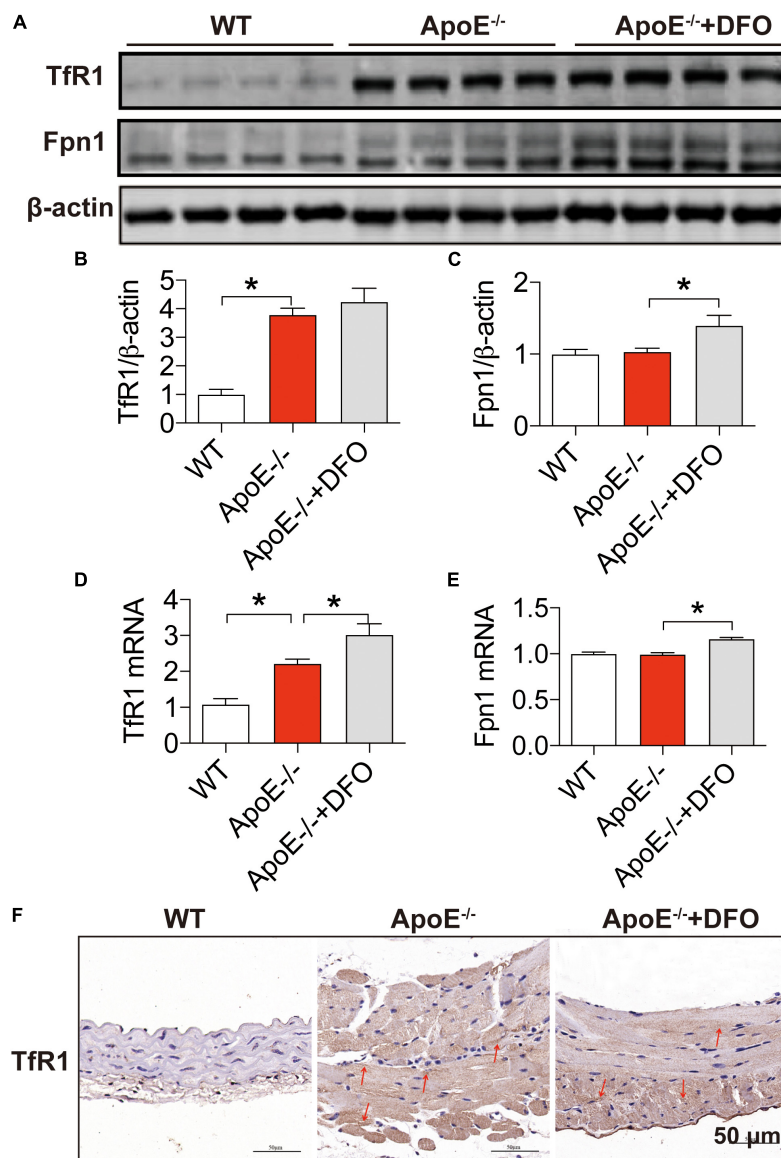 A
WT
ApoE-/-
ApoE-/-+DFO
TfR1
Fpn1
β-actin
B
TfR1/β-actin
5
4
3
2
1
0
*
WT
ApoE-/-
ApoE-/-+DFO
C
Fpn1/β-actin
2
1
0
*
WT
ApoE-/-
ApoE-/-+DFO
D
TfR1 mRNA
4
3
2
1
0
*
*
WT
ApoE-/-
ApoE-/-+DFO
E
Fpn1 mRNA
1.5
1.0
0.5
0.0
*
WT
ApoE-/-
ApoE-/-+DFO
F
WT
ApoE-/-
ApoE-/-+DFO
TfR1
50μm
50μm
50 μm